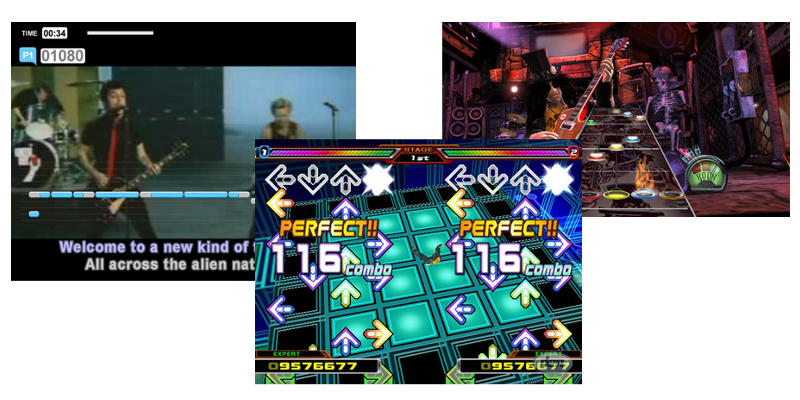 TIME 00:34
P1 01080
Welcome to a new kind of
All across the alien nat
1 STAGE 2
1st
PERFECT!! PERFECT!!
116 combo 116 combo
EXPERT EXPERT
09576677 09576677